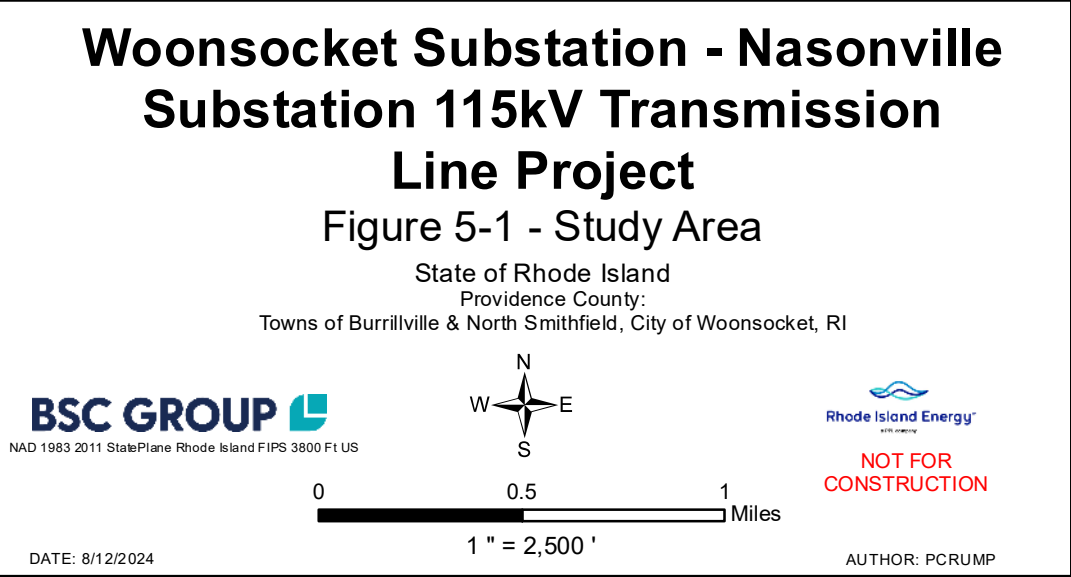 Woonsocket Substation - Nasonville
Substation 115kV Transmission
Line Project
Figure 5-1 - Study Area
State of Rhode Island
Providence County:
Towns of Burrillville & North Smithfield, City of Woonsocket, RI
BSC GROUP
NAD 1983 2011 StatePlane Rhode Island FIPS 3800 Ft US
N
W E
S
Rhode Island Energy
a PPL company
NOT FOR
CONSTRUCTION
0 0.5 1
Miles
1 " = 2,500 '
DATE: 8/12/2024
AUTHOR: PCRUMP